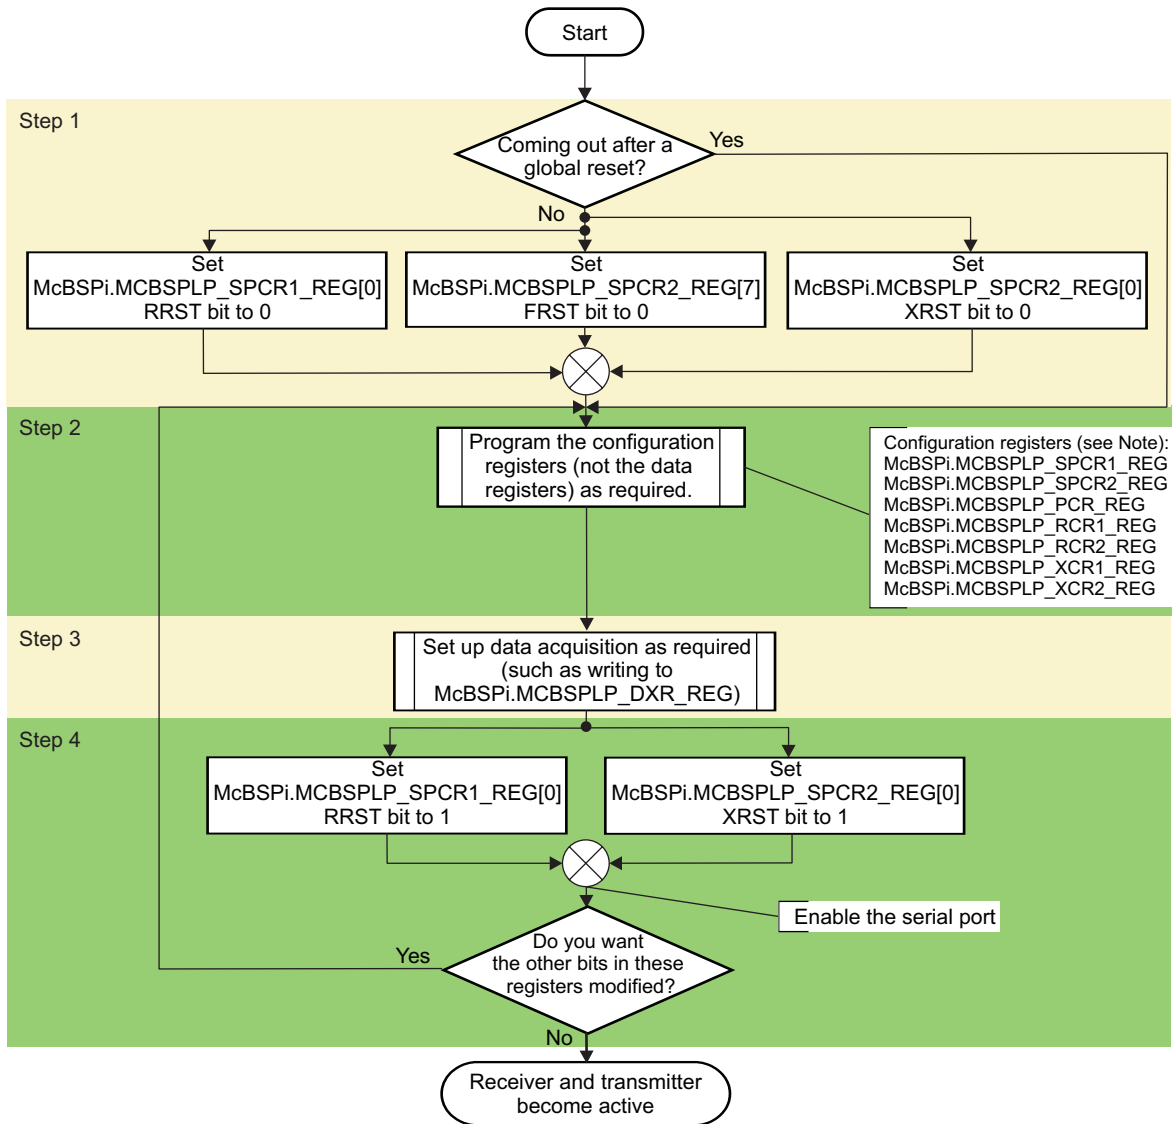 Start
Step 1
Coming out after a
global reset?
Yes
No
Set
McBSPi.MCBSPLP_SPCR1_REG[0]
RRST bit to 0
Set
McBSPi.MCBSPLP_SPCR2_REG[7]
FRST bit to 0
Set
McBSPi.MCBSPLP_SPCR2_REG[0]
XRST bit to 0
Step 2
Program the configuration
registers (not the data
registers) as required.
Configuration registers (see Note):
McBSPi.MCBSPLP_SPCR1_REG
McBSPi.MCBSPLP_SPCR2_REG
McBSPi.MCBSPLP_PCR_REG
McBSPi.MCBSPLP_RCR1_REG
McBSPi.MCBSPLP_RCR2_REG
McBSPi.MCBSPLP_XCR1_REG
McBSPi.MCBSPLP_XCR2_REG
Step 3
Set up data acquisition as required
(such as writing to
McBSPi.MCBSPLP_DXR_REG)
Step 4
Set
McBSPi.MCBSPLP_SPCR1_REG[0]
RRST bit to 1
Set
McBSPi.MCBSPLP_SPCR2_REG[0]
XRST bit to 1
Enable the serial port
Do you want
the other bits in these
registers modified?
Yes
No
Receiver and transmitter
become active